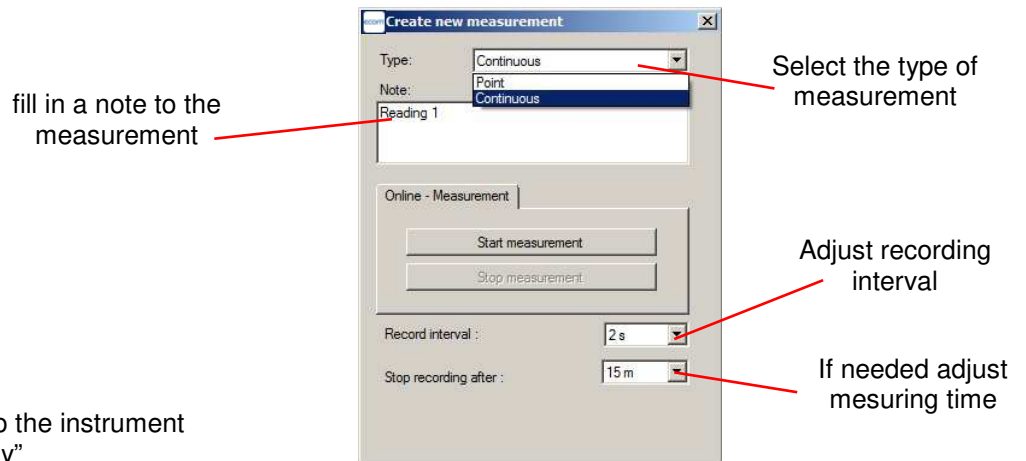 ecom Create new measurement
Type: Continuous
Point
Continuous
Note:
Reading 1
Select the type of
measurement
fill in a note to the
measurement
Online - Measurement
Start measurement
Stop measurement
Adjust recording
interval
Record interval : 2 s
Stop recording after : 15 m
If needed adjust
mesuring time
the instrument